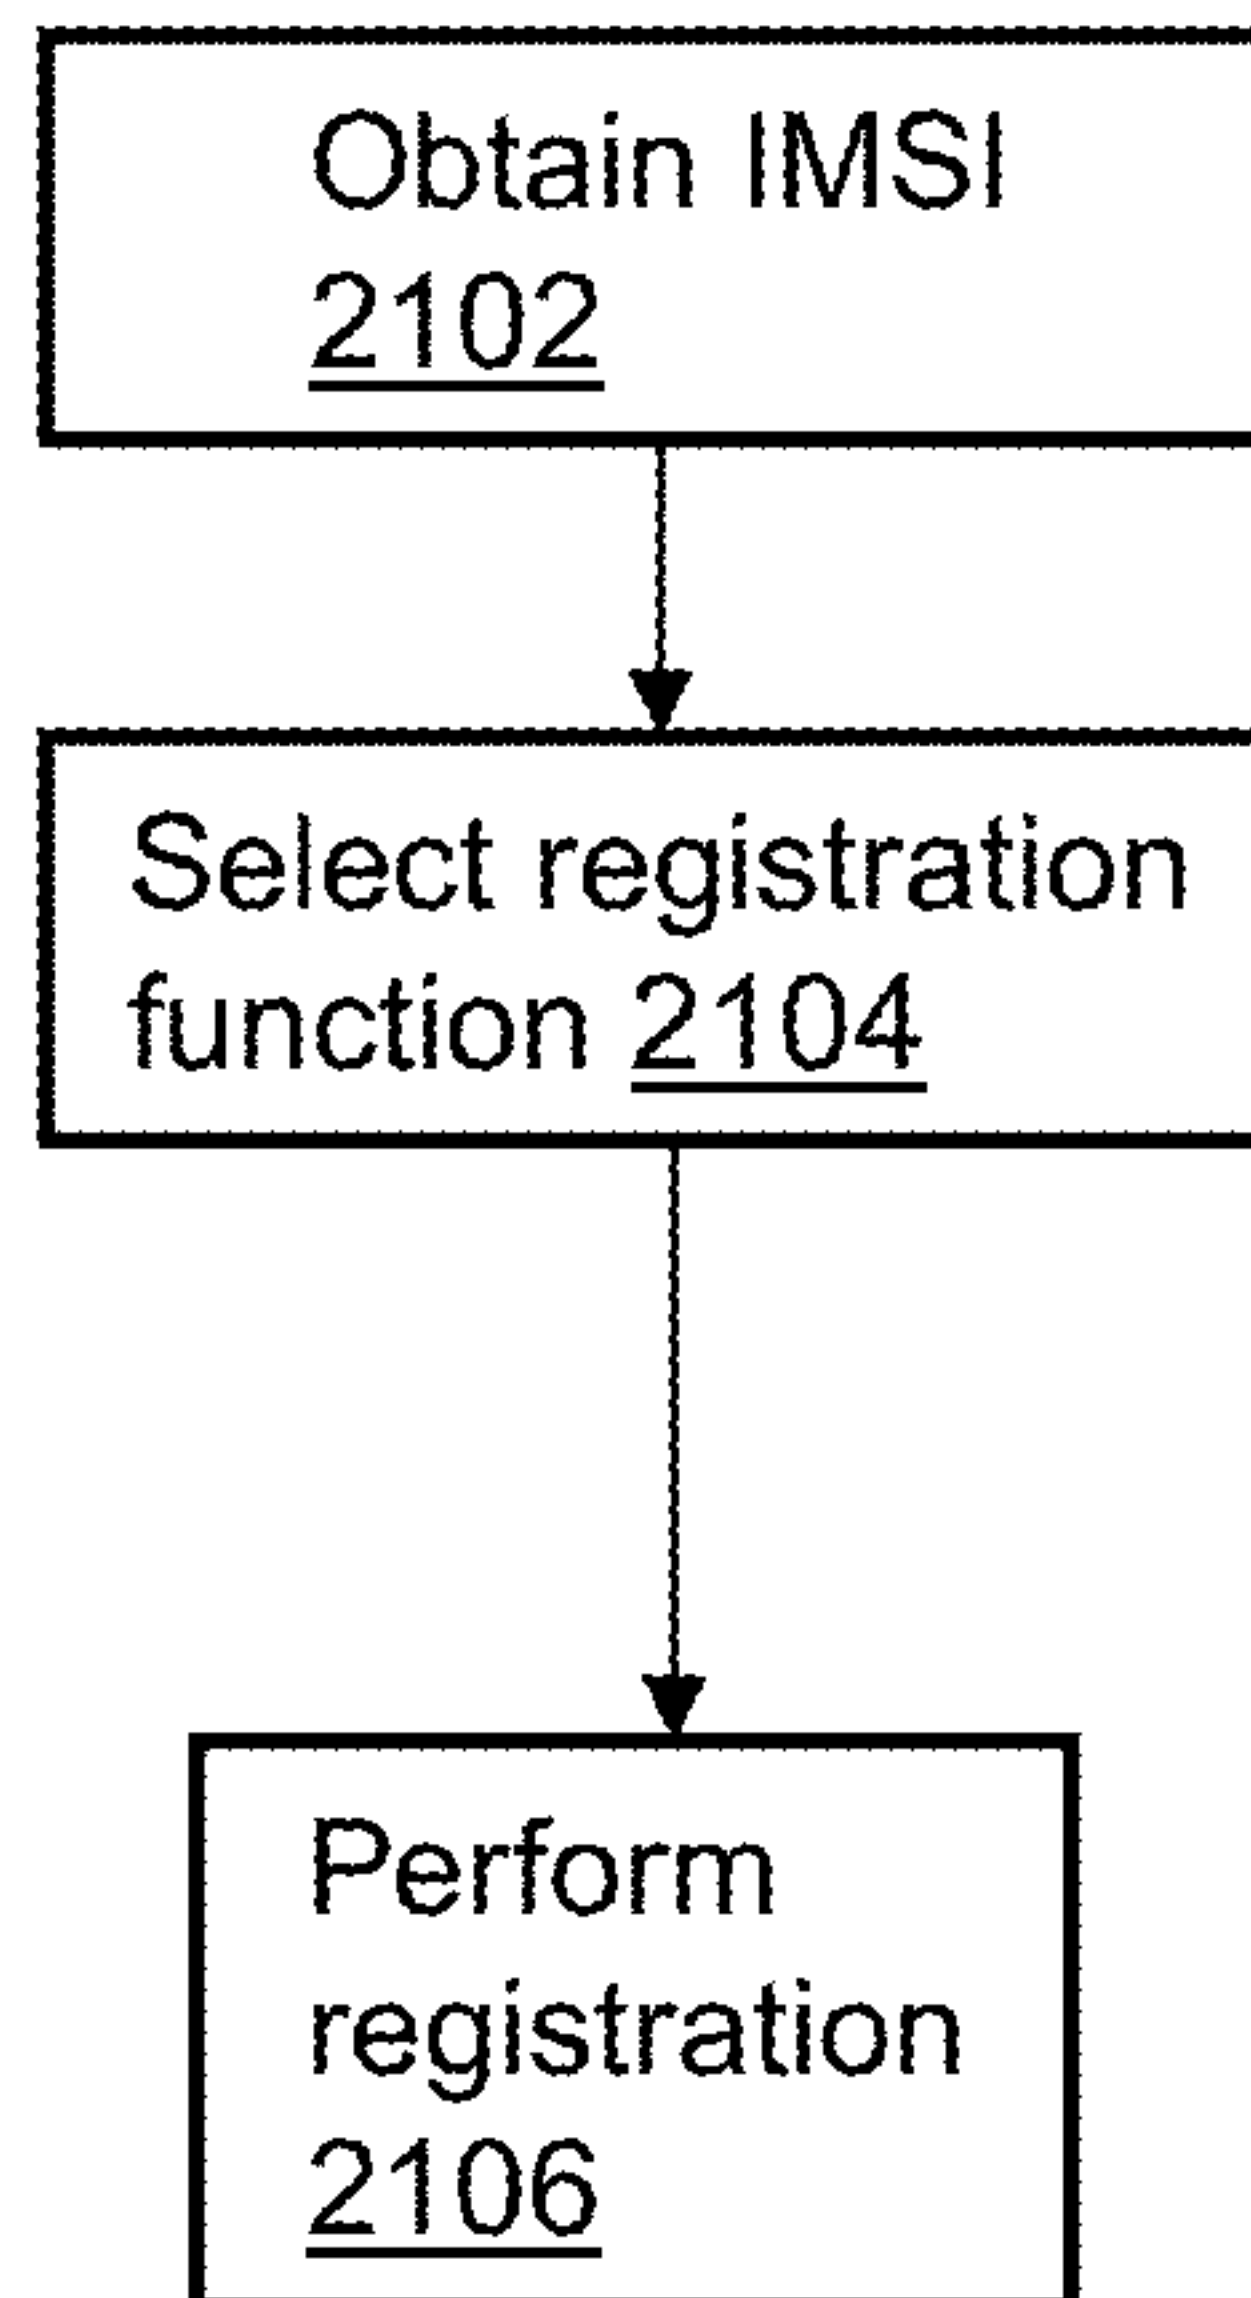 Obtain IMSI
2102
Select registration
function 2104
Perform
registration
2106